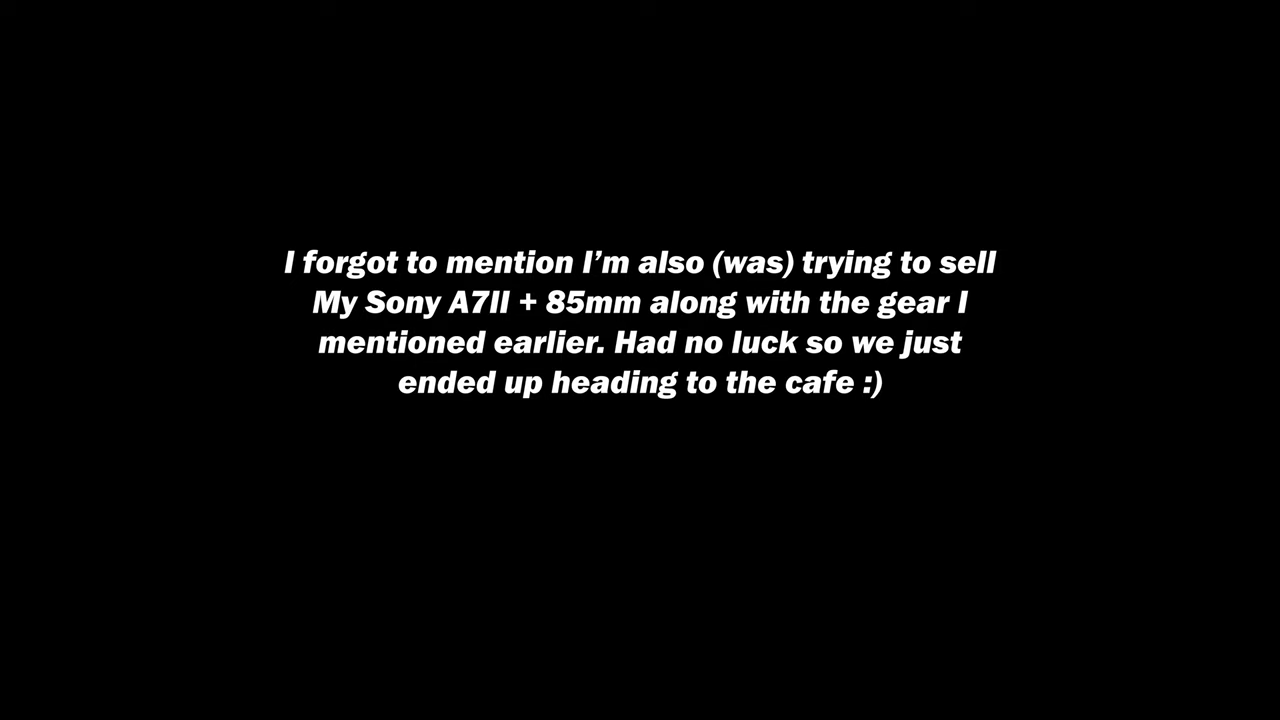 I forgot to mention I’m also (was) trying to sell
My Sony A7II + 85mm along with the gear I
mentioned earlier. Had no luck so we just
ended up heading to the cafe :)